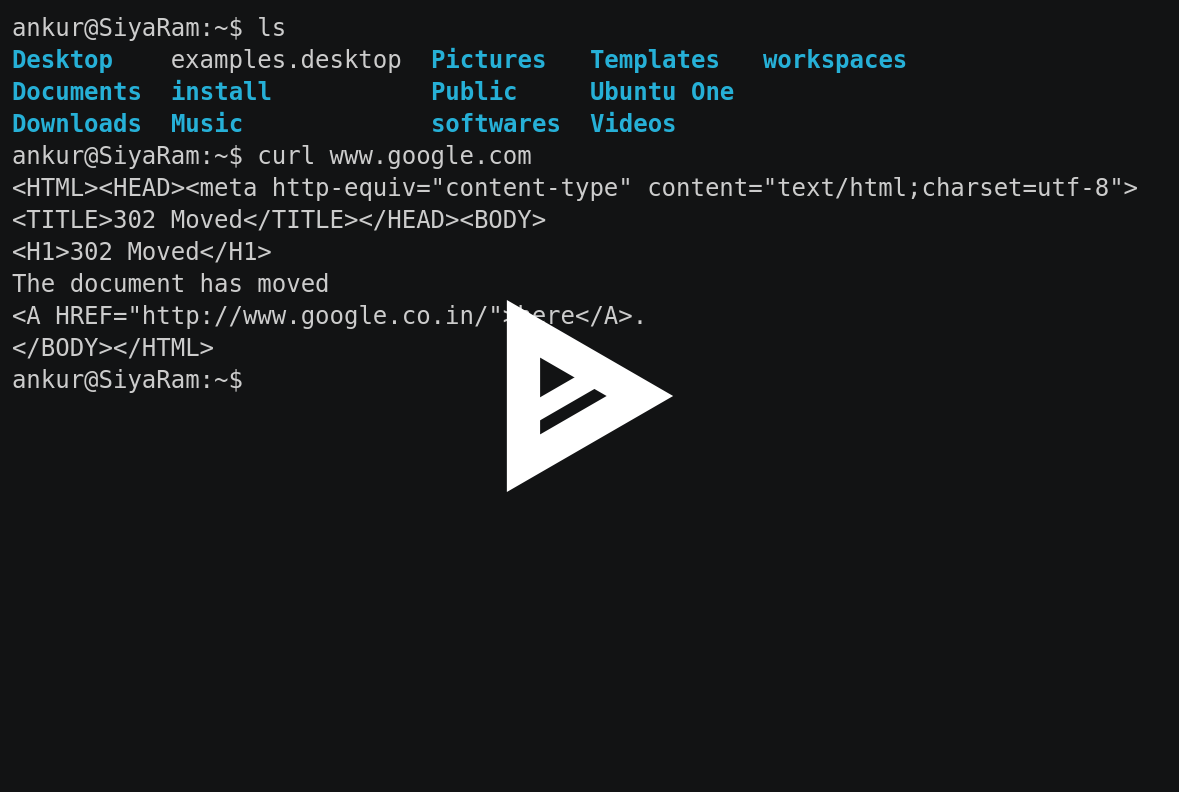 ankur@SiyaRam:~$ ls
Desktop    examples.desktop  Pictures   Templates   workspaces
Documents  install           Public     Ubuntu One
Downloads  Music             softwares  Videos
ankur@SiyaRam:~$ curl www.google.com
<HTML><HEAD><meta http-equiv="content-type" content="text/html;charset=utf-8">
<TITLE>302 Moved</TITLE></HEAD><BODY>
<H1>302 Moved</H1>
The document has moved
<A HREF="http://www.google.co.in/">here</A>.
</BODY></HTML>
ankur@SiyaRam:~$